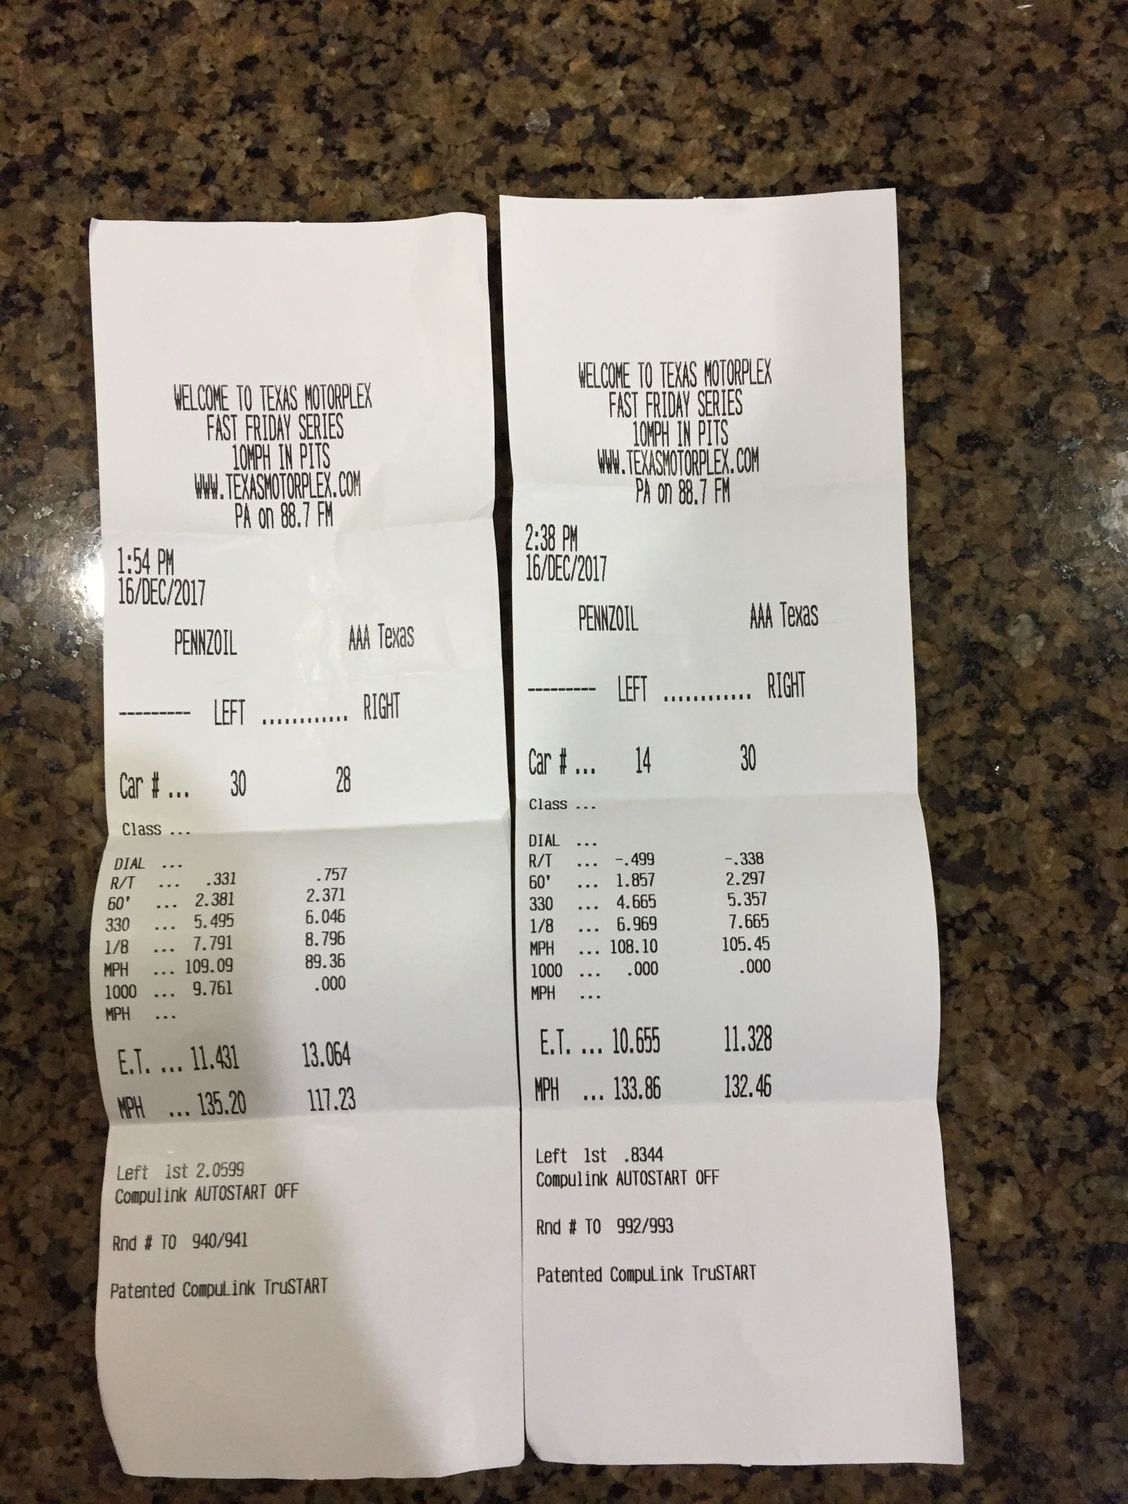 WELCOME TO TEXAS MOTORPLEX
FAST FRIDAY SERIES
10MPH IN PITS
WWW.TEXASMOTORPLEX.COM
PA on 88.7 FM
1:54 PM
16/DEC/2017
PENNZOIL AAA Texas
--------- LEFT ............ RIGHT
Car # ... 30 28
Class ...
DIAL ...
R/T ... .331 .757
60' ... 2.381 2.371
330 ... 5.495 6.046
1/8 ... 7.791 8.796
MPH ... 109.09 89.36
1000 ... 9.761 .000
MPH ...
E.T. ... 11.431 13.064
MPH ... 135.20 117.23
Left 1st 2.0599
Compulink AUTOSTART OFF
Rnd # TO 940/941
Patented CompuLink TruSTART
WELCOME TO TEXAS MOTORPLEX
FAST FRIDAY SERIES
10MPH IN PITS
WWW.TEXASMOTORPLEX.COM
PA on 88.7 FM
2:38 PM
16/DEC/2017
PENNZOIL AAA Texas
--------- LEFT ............ RIGHT
Car # ... 14 30
Class ...
DIAL ...
R/T ... -.499 -.338
60' ... 1.857 2.297
330 ... 4.665 5.357
1/8 ... 6.969 7.665
MPH ... 108.10 105.45
1000 ... .000 .000
MPH ...
E.T. ... 10.655 11.328
MPH ... 133.86 132.46
Left 1st .8344
Compulink AUTOSTART OFF
Rnd # TO 992/993
Patented CompuLink TruSTART